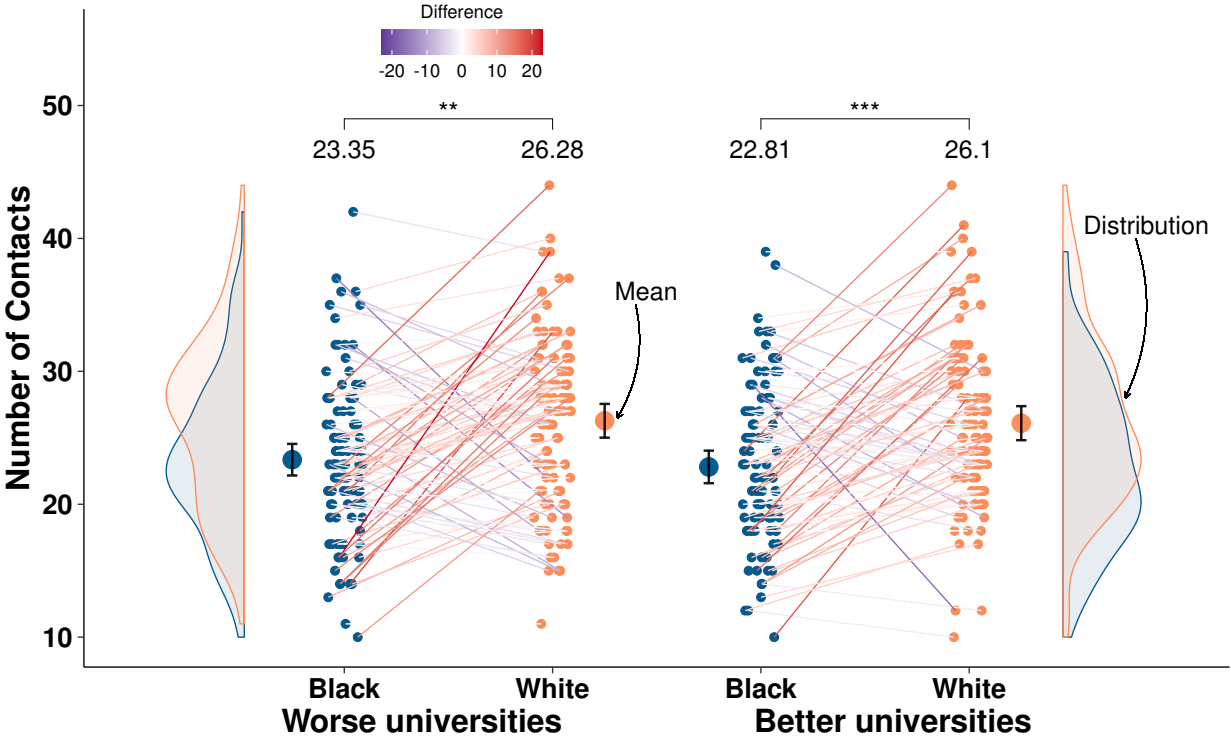 Difference
-20 -10 0 10 20
** ***
23.35 26.28 22.81 26.1
Number of Contacts
50
40
30
20
10
Mean
Distribution
Black White Black White
Worse universities Better universities